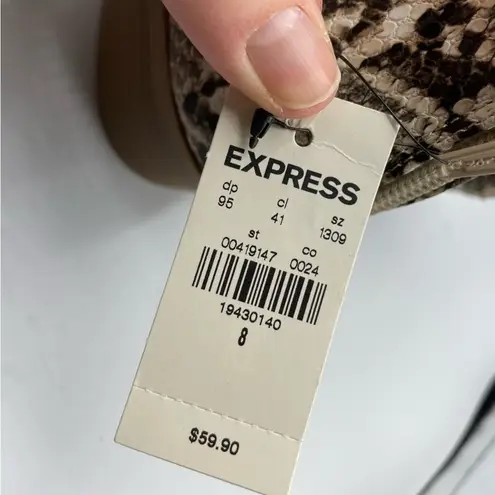 EXPRESS
dp cl sz
95 41 1309
st co
00419147 0024
19430140
8
$59.90